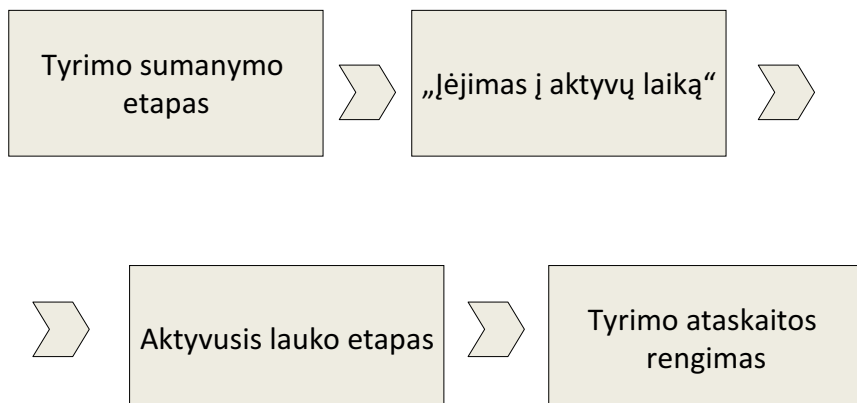 Tyrimo sumanymo
etapas
„Įėjimas į aktyvų laiką“
Aktyvusis lauko etapas
Tyrimo ataskaitos
rengimas